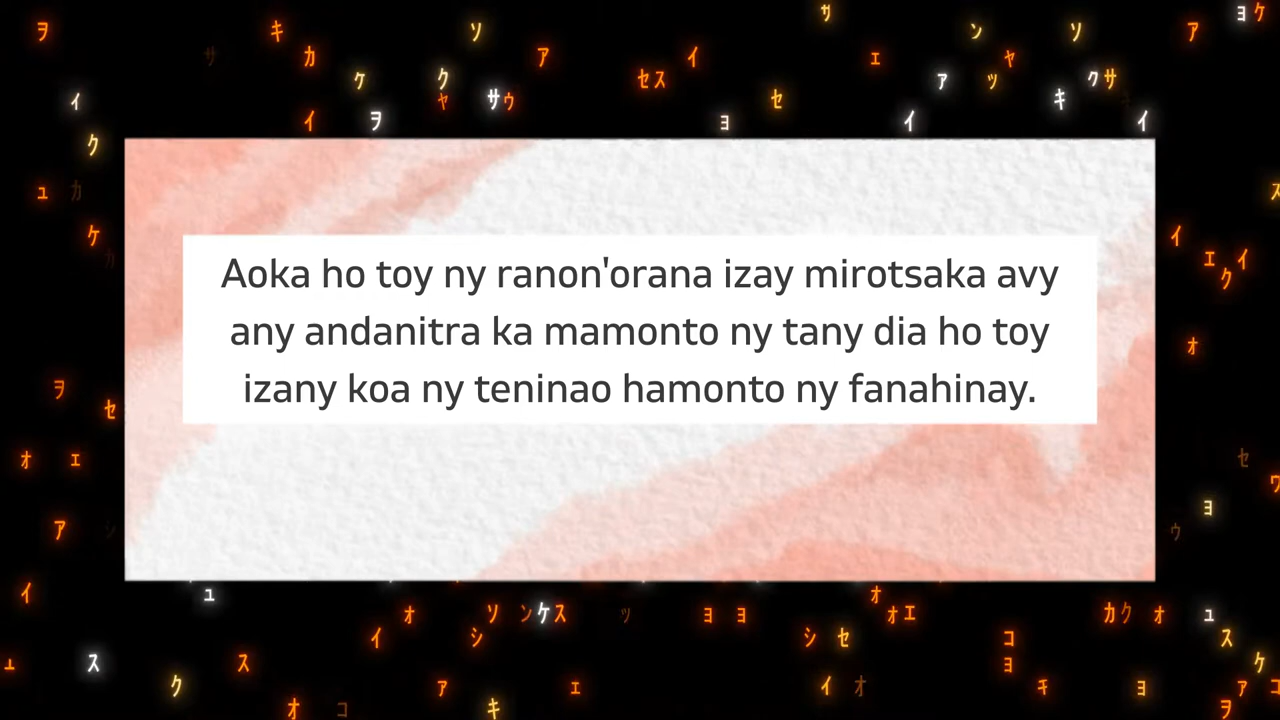 Aoka ho toy ny ranon'orana izay mirotsaka avy
any andanitra ka mamonto ny tany dia ho toy
izany koa ny teninao hamonto ny fanahinay.